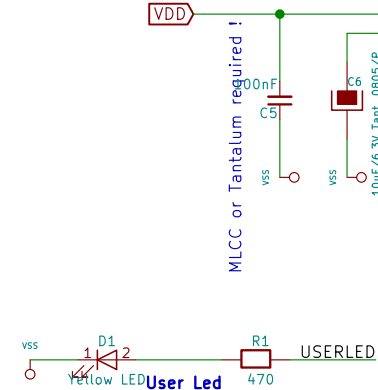 VDD
MLCC or Tantalum required !
100nF
C5
C6
10uF/6.3V Tant. 0805/P
vss
vss
vss
D1
1
2
Yellow LED
User Led
R1
470
USERLED